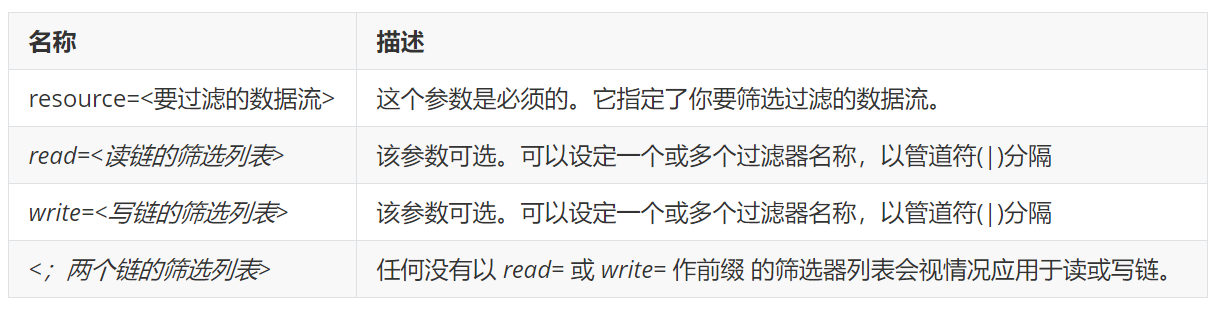 名称 描述
resource=<要过滤的数据流> 这个参数是必须的。它指定了你要筛选过滤的数据流。
read=<读链的筛选列表> 该参数可选。可以设定一个或多个过滤器名称，以管道符(|)分隔
write=<写链的筛选列表> 该参数可选。可以设定一个或多个过滤器名称，以管道符(|)分隔
<；两个链的筛选列表> 任何没有以 read= 或 write= 作前缀 的筛选器列表会视情况应用于读或写链。